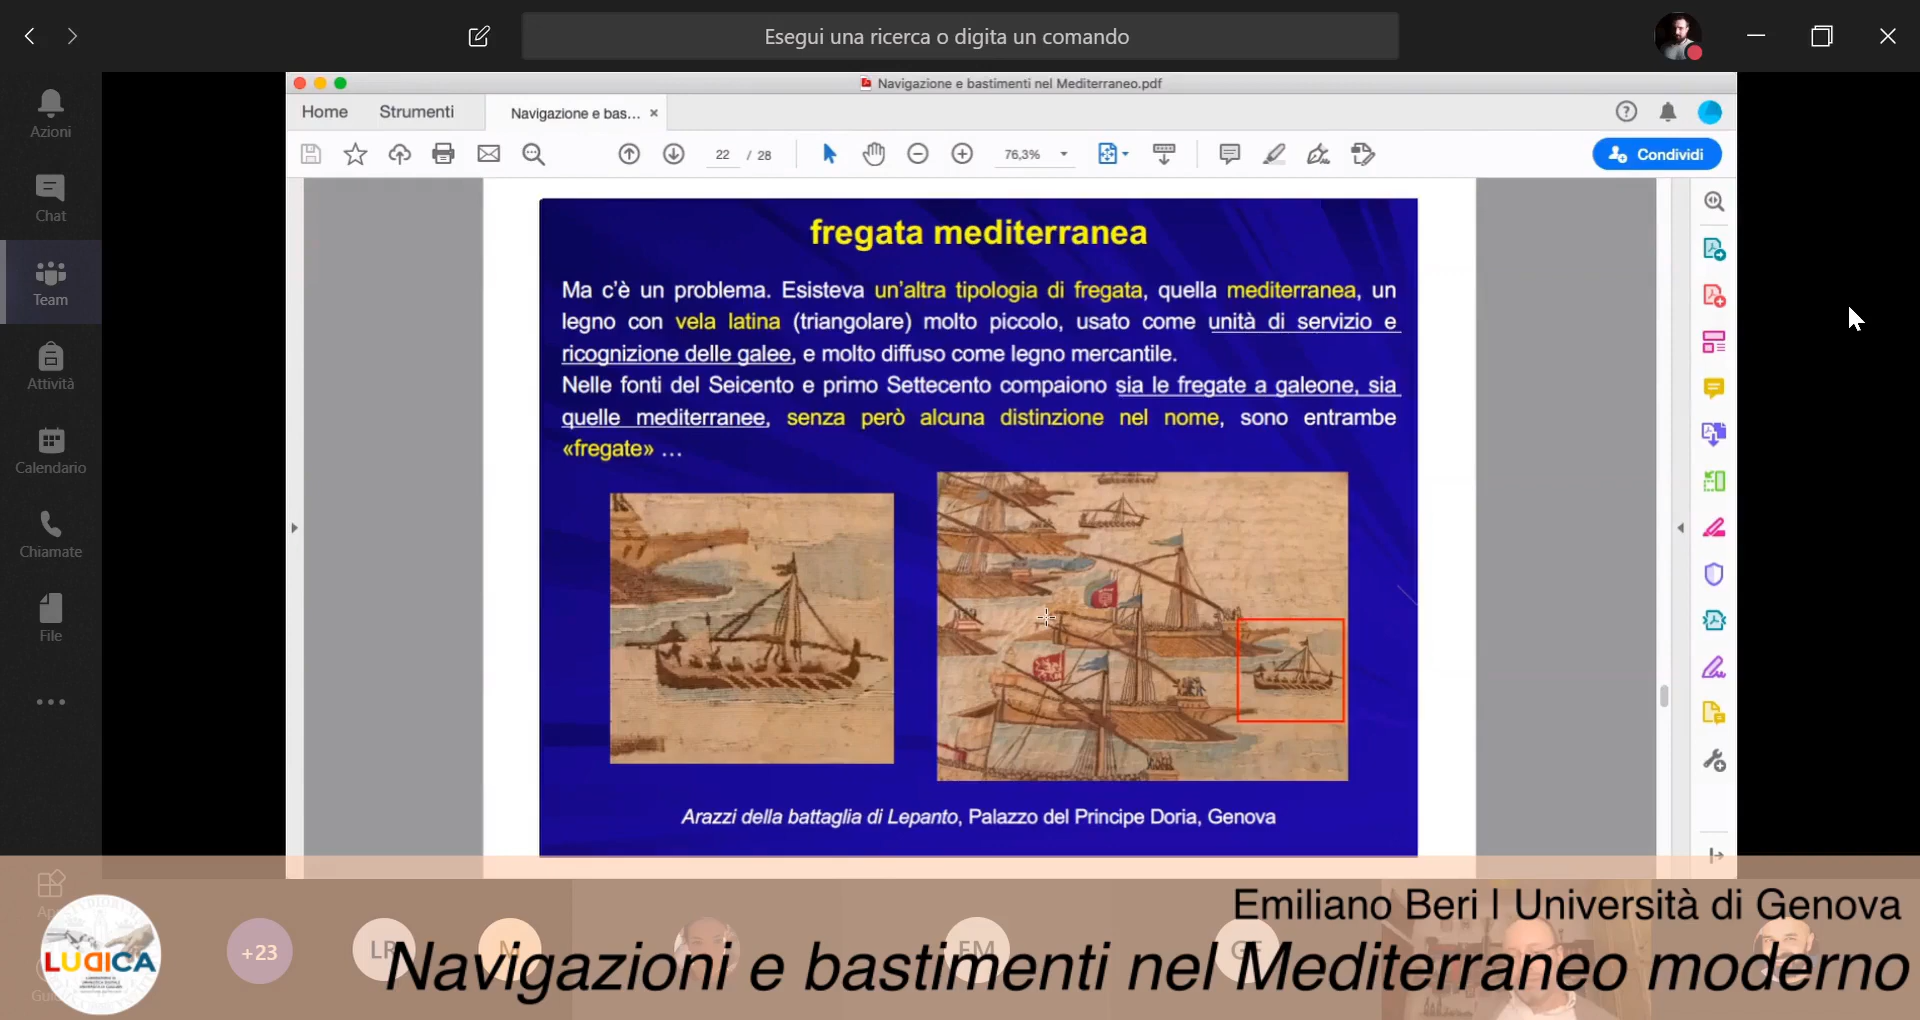 Esegui una ricerca o digita un comando
Azioni
Chat
Team
Attività
Calendario
Chiamate
File
Navigazione e bastimenti nel Mediterraneo.pdf
Home Strumenti Navigazione e bas... ×
22 / 28 76,3% Condividi
fregata mediterranea
Ma c'è un problema. Esisteva un'altra tipologia di fregata, quella mediterranea, un
legno con vela latina (triangolare) molto piccolo, usato come unità di servizio e
ricognizione delle galee, e molto diffuso come legno mercantile.
Nelle fonti del Seicento e primo Settecento compaiono sia le fregate a galeone, sia
quelle mediterranee, senza però alcuna distinzione nel nome, sono entrambe
«fregate» ...
Arazzi della battaglia di Lepanto, Palazzo del Principe Doria, Genova
Emiliano Beri | Università di Genova
Navigazioni e bastimenti nel Mediterraneo moderno
LUDICA
+23
LR